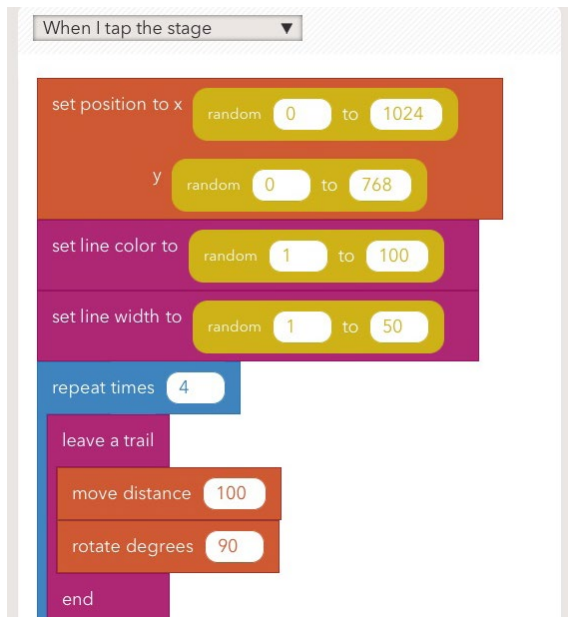 When I tap the stage
set position to x random 0 to 1024
y random 0 to 768
set line color to random 1 to 100
set line width to random 1 to 50
repeat times 4
leave a trail
move distance 100
rotate degrees 90
end